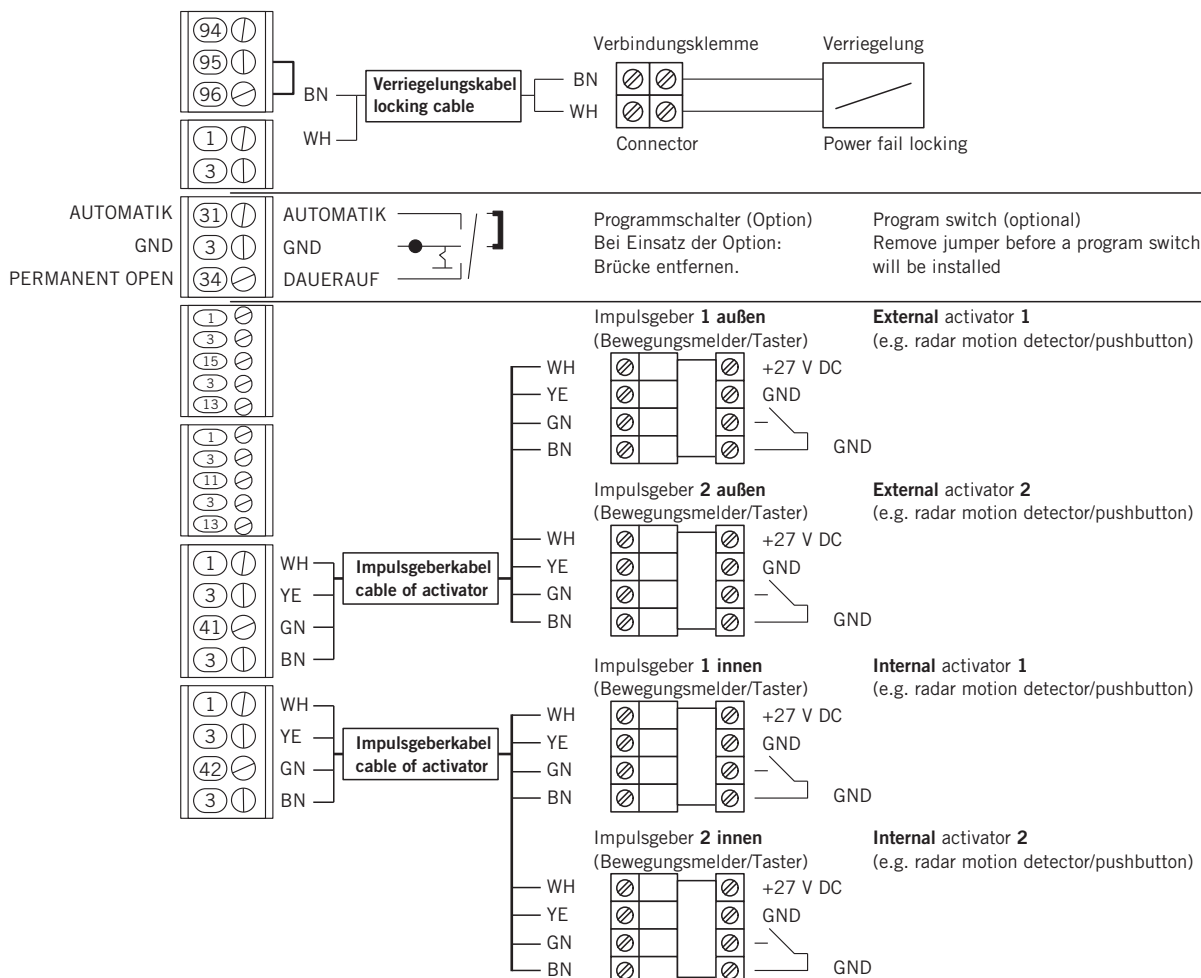 94
95
96
BN
WH
Verriegelungskabel
locking cable
BN
WH
Verbindungsklemme
Connector
Verriegelung
Power fail locking
1
3
AUTOMATIK
GND
PERMANENT OPEN
31
3
34
AUTOMATIK
GND
DAUERAUF
Programmschalter (Option)
Bei Einsatz der Option:
Brücke entfernen.
Program switch (optional)
Remove jumper before a program switch
will be installed
1
3
15
3
13
1
3
11
3
13
Impulsgeber 1 außen
(Bewegungsmelder/Taster)
External activator 1
(e.g. radar motion detector/pushbutton)
WH
YE
GN
BN
+27 V DC
GND
GND
Impulsgeber 2 außen
(Bewegungsmelder/Taster)
External activator 2
(e.g. radar motion detector/pushbutton)
WH
YE
GN
BN
+27 V DC
GND
GND
1
3
41
3
WH
YE
GN
BN
Impulsgeberkabel
cable of activator
Impulsgeber 1 innen
(Bewegungsmelder/Taster)
Internal activator 1
(e.g. radar motion detector/pushbutton)
WH
YE
GN
BN
+27 V DC
GND
GND
1
3
42
3
WH
YE
GN
BN
Impulsgeberkabel
cable of activator
Impulsgeber 2 innen
(Bewegungsmelder/Taster)
Internal activator 2
(e.g. radar motion detector/pushbutton)
WH
YE
GN
BN
+27 V DC
GND
GND